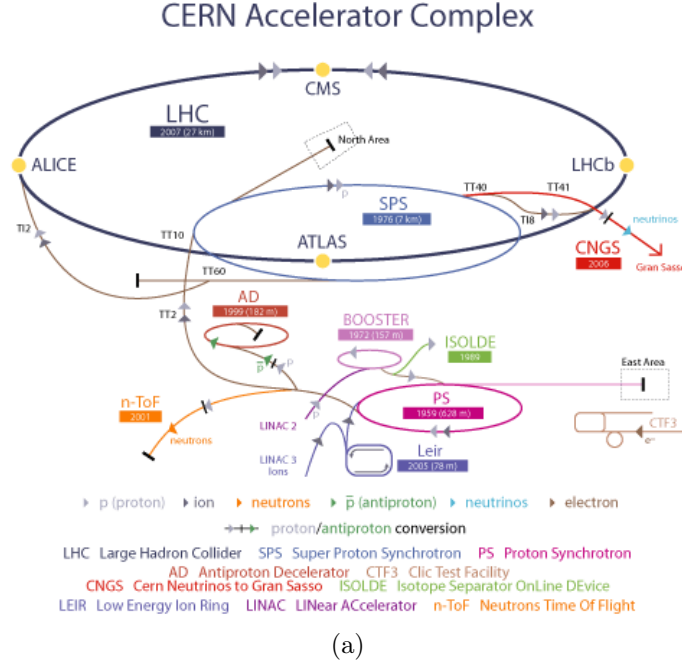 CERN Accelerator Complex
CMS
LHC
2007 (27 km)
North Area
ALICE
LHCb
TT40
TT41
SPS
1976 (7 km)
p
TI8
neutrinos
TI2
TT10
ATLAS
CNGS
2006
Gran Sasso
TT60
AD
1999 (182 m)
TT2
BOOSTER
1972 (157 m)
ISOLDE
1989
p̅
p
East Area
n-ToF
2001
PS
1959 (628 m)
LINAC 2
p
neutrons
CTF3
e⁻
LINAC 3
Ions
Leir
2005 (78 m)
p (proton) ion neutrons p̅ (antiproton) neutrinos electron
proton/antiproton conversion
LHC Large Hadron Collider SPS Super Proton Synchrotron PS Proton Synchrotron
AD Antiproton Decelerator CTF3 Clic Test Facility
CNGS Cern Neutrinos to Gran Sasso ISOLDE Isotope Separator OnLine DEvice
LEIR Low Energy Ion Ring LINAC LINear ACcelerator n-ToF Neutrons Time Of Flight
(a)